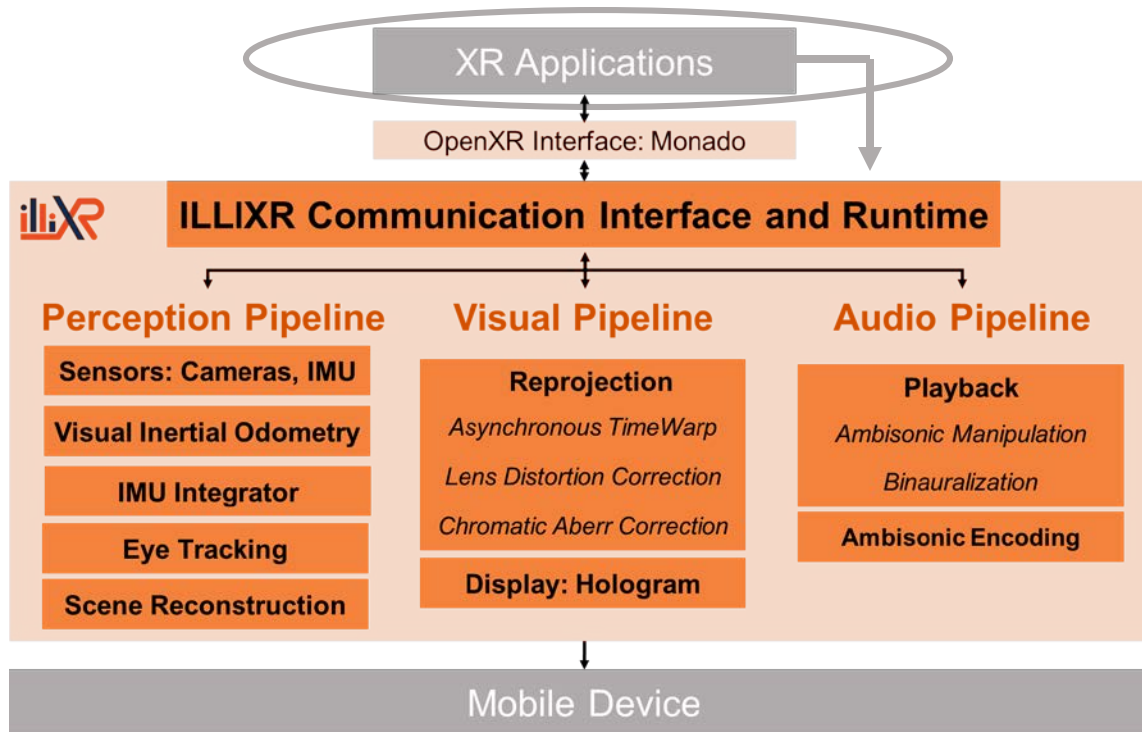 XR Applications
OpenXR Interface: Monado
illiXR
ILLIXR Communication Interface and Runtime
Perception Pipeline
Sensors: Cameras, IMU
Visual Inertial Odometry
IMU Integrator
Eye Tracking
Scene Reconstruction
Visual Pipeline
Reprojection
Asynchronous TimeWarp
Lens Distortion Correction
Chromatic Aberr Correction
Display: Hologram
Audio Pipeline
Playback
Ambisonic Manipulation
Binauralization
Ambisonic Encoding
Mobile Device